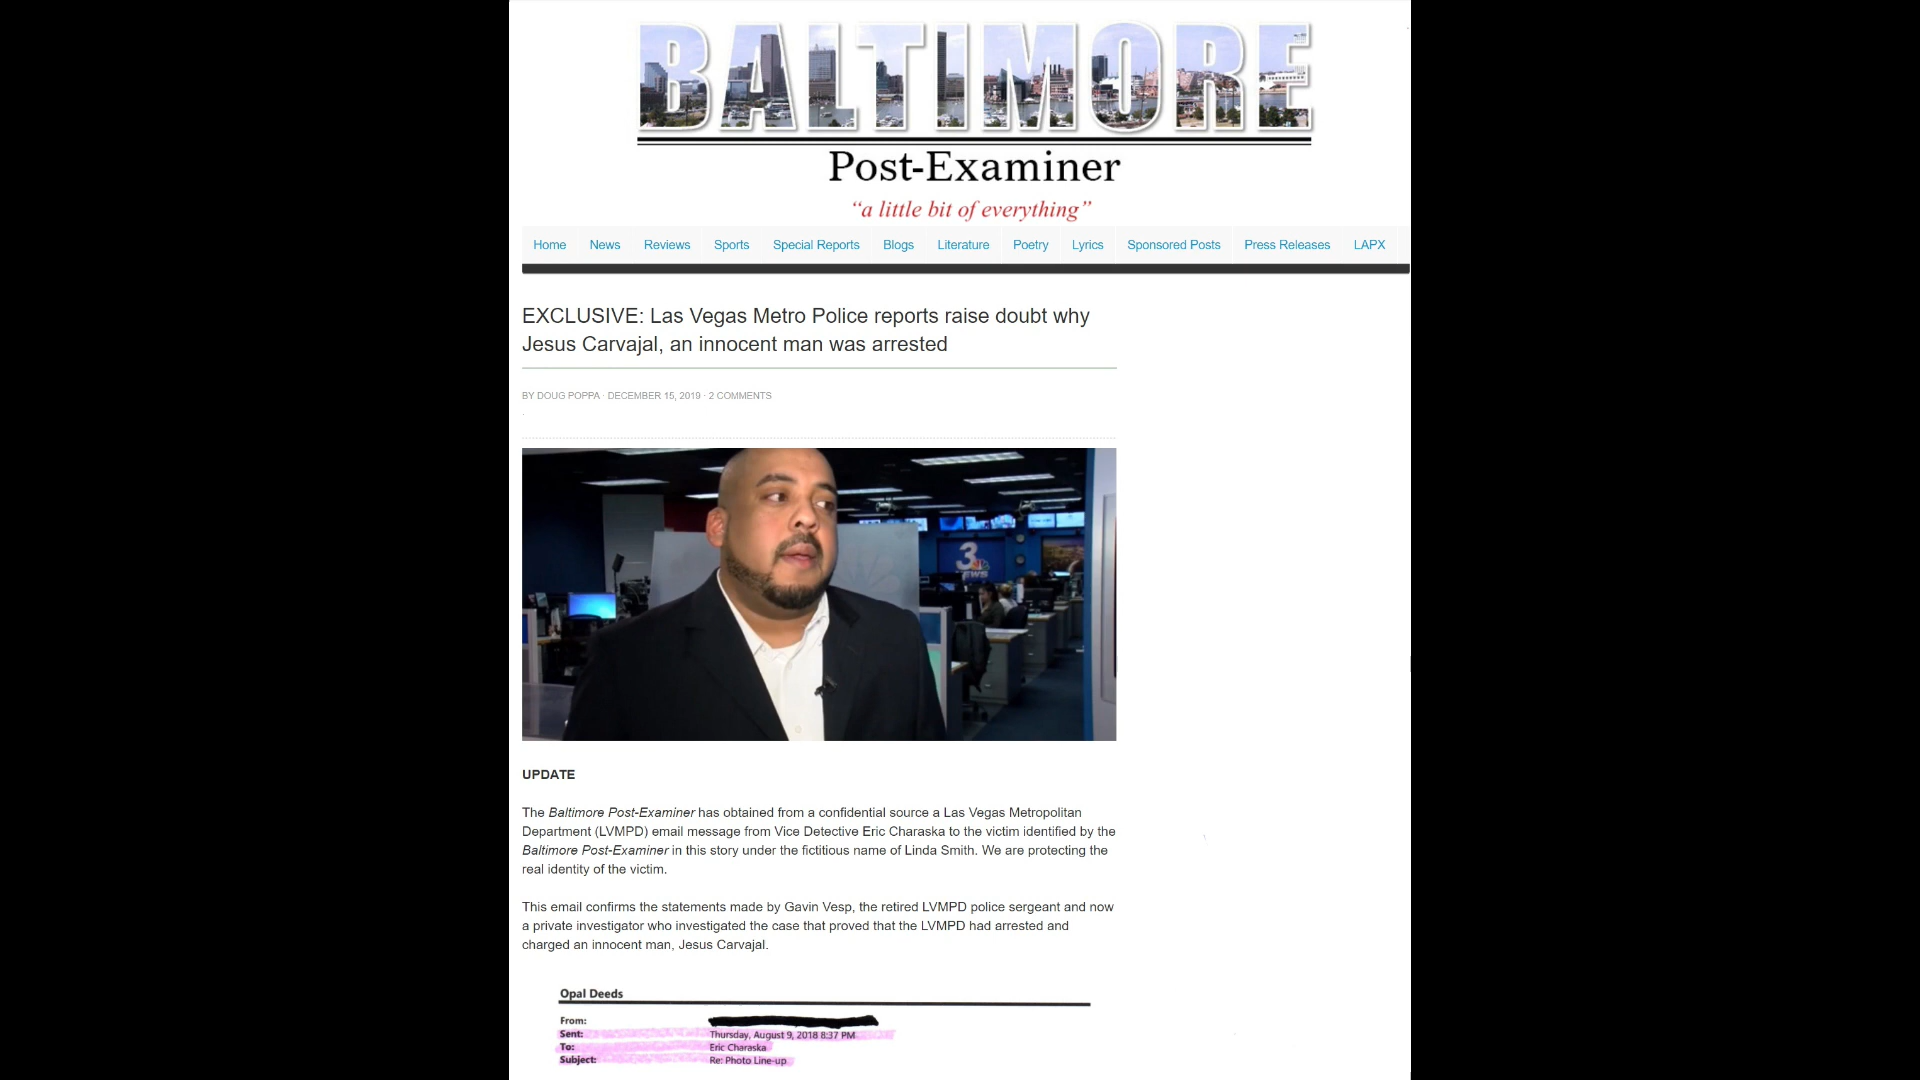 BALTIMORE
Post-Examiner
“a little bit of everything”
Home News Reviews Sports Special Reports Blogs Literature Poetry Lyrics Sponsored Posts Press Releases LAPX
EXCLUSIVE: Las Vegas Metro Police reports raise doubt why
Jesus Carvajal, an innocent man was arrested
BY DOUG POPPA · DECEMBER 15, 2019 · 2 COMMENTS
3
NEWS
UPDATE
The Baltimore Post-Examiner has obtained from a confidential source a Las Vegas Metropolitan
Department (LVMPD) email message from Vice Detective Eric Charaska to the victim identified by the
Baltimore Post-Examiner in this story under the fictitious name of Linda Smith. We are protecting the
real identity of the victim.
This email confirms the statements made by Gavin Vesp, the retired LVMPD police sergeant and now
a private investigator who investigated the case that proved that the LVMPD had arrested and
charged an innocent man, Jesus Carvajal.
Opal Deeds
From:
Sent: Thursday, August 9, 2018 8:37 PM
To: Eric Charaska
Subject: Re: Photo Line-up